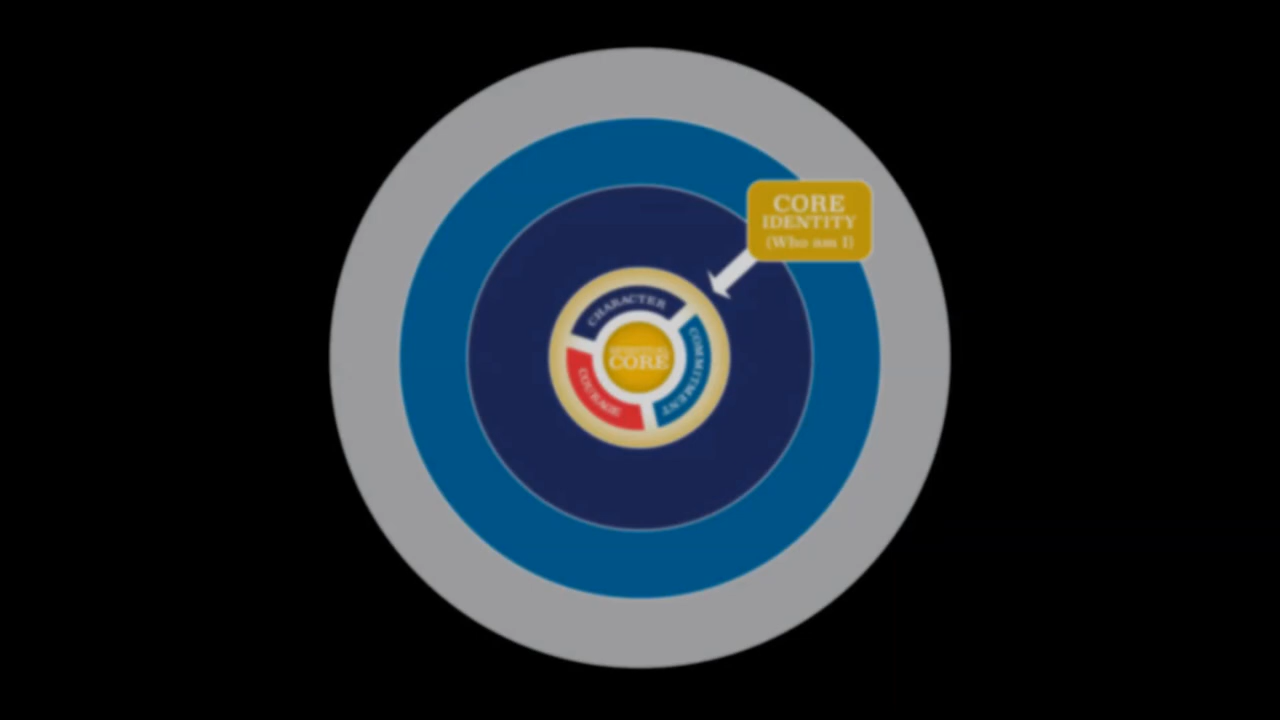 CORE
IDENTITY
(Who am I)
CHARACTER
COMMITMENT
COURAGE
CORE